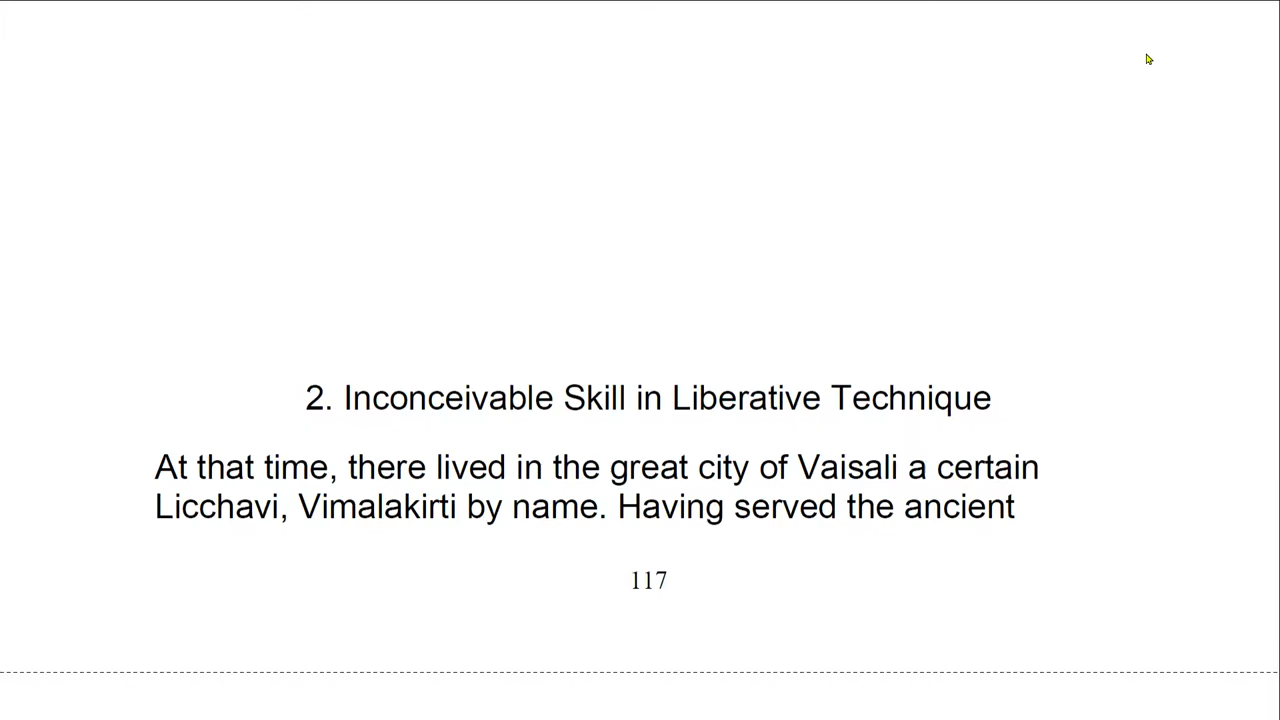 2. Inconceivable Skill in Liberative Technique
At that time, there lived in the great city of Vaisali a certain
Licchavi, Vimalakirti by name. Having served the ancient
117